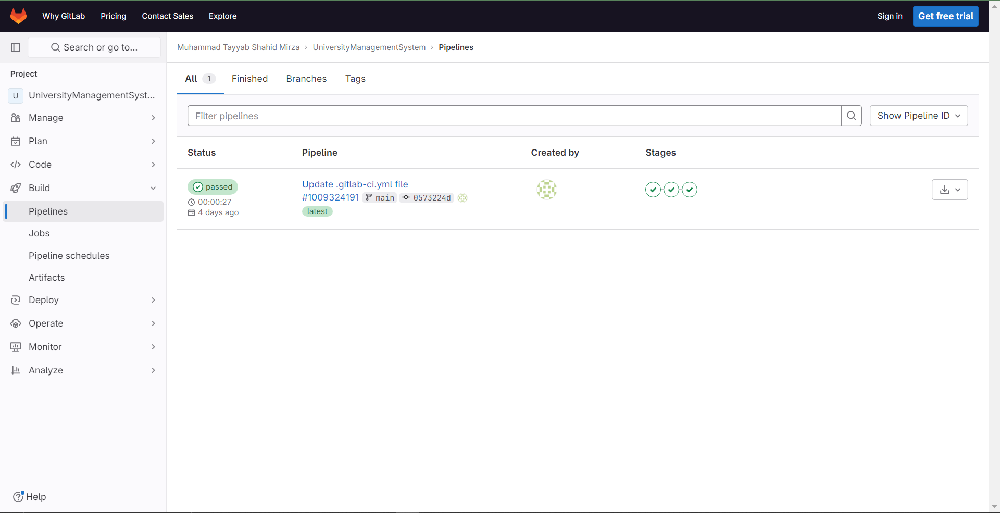 Why GitLab Pricing Contact Sales Explore Sign in Get free trial
Search or go to...
Muhammad Tayyab Shahid Mirza › UniversityManagementSystem › Pipelines
Project
U UniversityManagementSyst...
Manage
Plan
Code
Build
Pipelines
Jobs
Pipeline schedules
Artifacts
Deploy
Operate
Monitor
Analyze
Help
All 1 Finished Branches Tags
Filter pipelines Show Pipeline ID
Status Pipeline Created by Stages
passed
00:00:27
4 days ago
Update .gitlab-ci.yml file
#1009324191 main 0573224d
latest